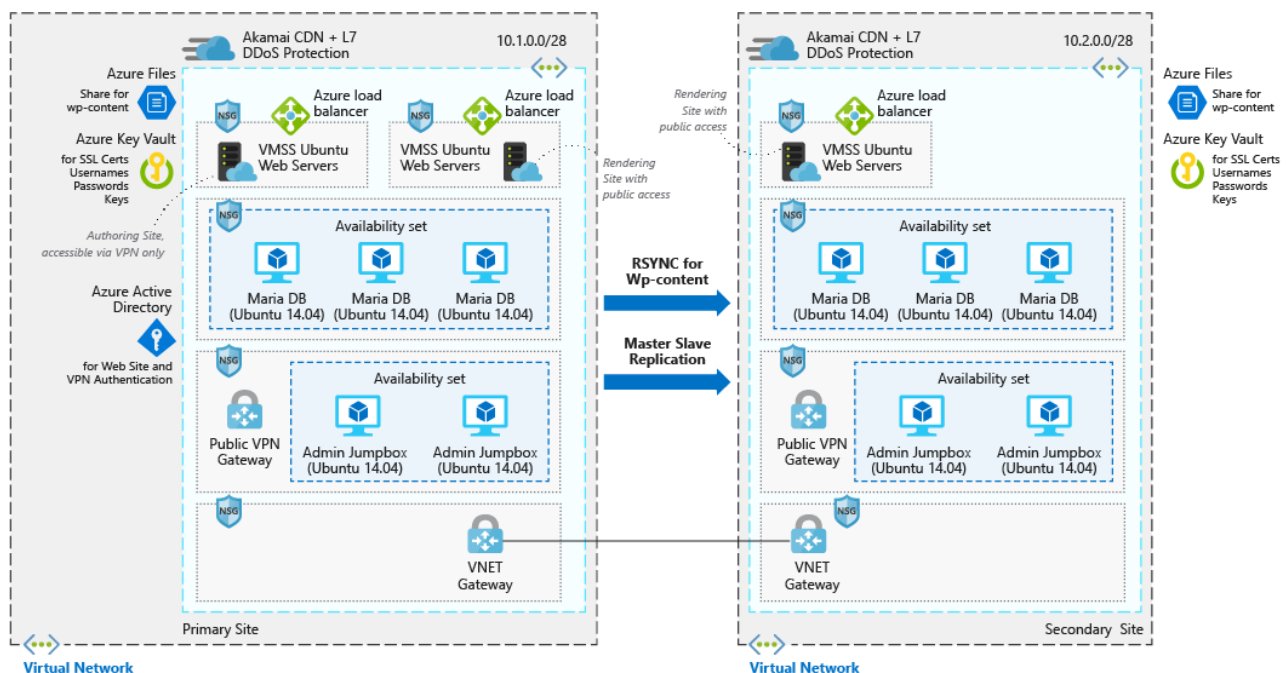 Akamai CDN + L7
DDoS Protection
10.1.0.0/28
Azure Files
Share for
wp-content
Azure Key Vault
for SSL Certs
Usernames
Passwords
Keys
NSG
Azure load
balancer
VMSS Ubuntu
Web Servers
NSG
Azure load
balancer
VMSS Ubuntu
Web Servers
Rendering
Site with
public access
Authoring Site,
accessible via VPN only
Azure Active
Directory
for Web Site and
VPN Authentication
NSG
Availability set
Maria DB
(Ubuntu 14.04)
Maria DB
(Ubuntu 14.04)
Maria DB
(Ubuntu 14.04)
NSG
Availability set
Public VPN
Gateway
Admin Jumpbox
(Ubuntu 14.04)
Admin Jumpbox
(Ubuntu 14.04)
NSG
VNET
Gateway
Primary Site
Virtual Network
RSYNC for
Wp-content
Master Slave
Replication
Akamai CDN + L7
DDoS Protection
10.2.0.0/28
Rendering
Site with
public access
NSG
Azure load
balancer
VMSS Ubuntu
Web Servers
NSG
Availability set
Maria DB
(Ubuntu 14.04)
Maria DB
(Ubuntu 14.04)
Maria DB
(Ubuntu 14.04)
NSG
Availability set
Public VPN
Gateway
Admin Jumpbox
(Ubuntu 14.04)
Admin Jumpbox
(Ubuntu 14.04)
NSG
VNET
Gateway
Secondary Site
Virtual Network
Azure Files
Share for
wp-content
Azure Key Vault
for SSL Certs
Usernames
Passwords
Keys